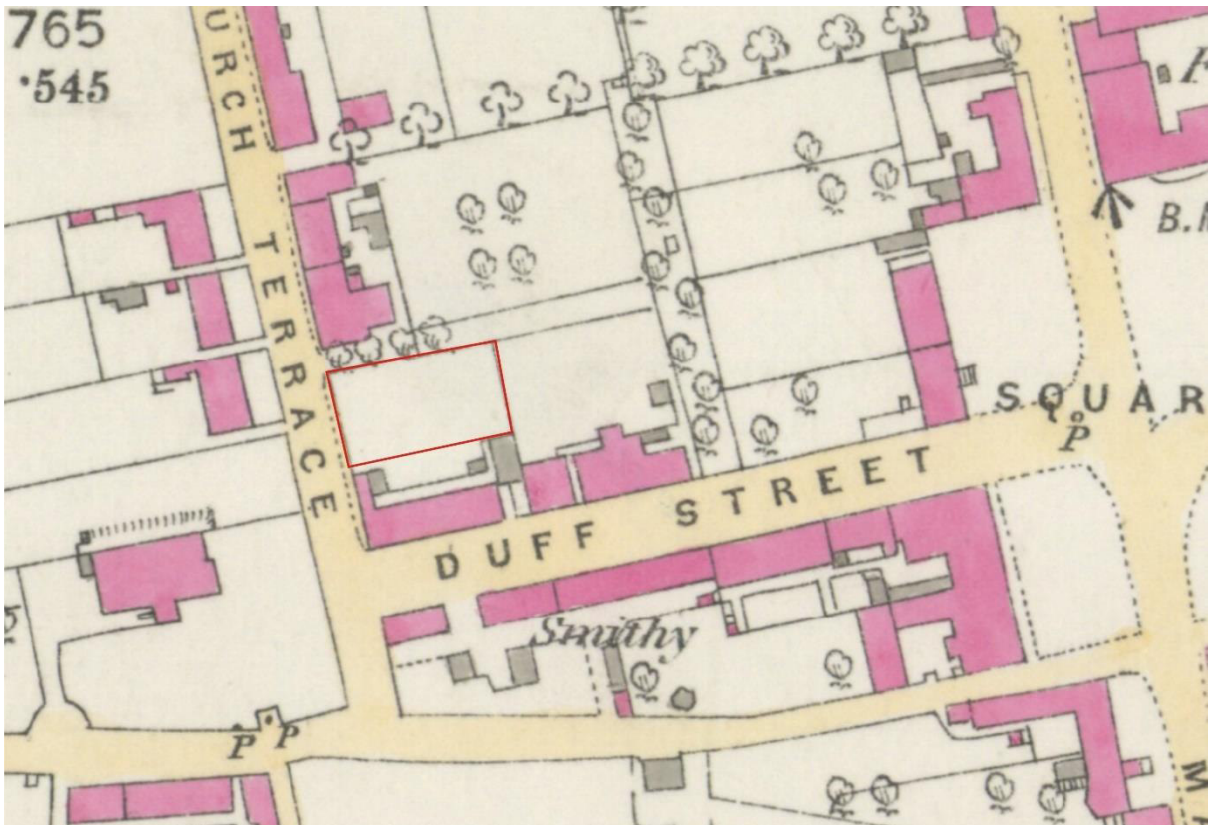 765
·545
URCH TERRACE
B.
SQUAR
P
DUFF STREET
Smithy
P P
M